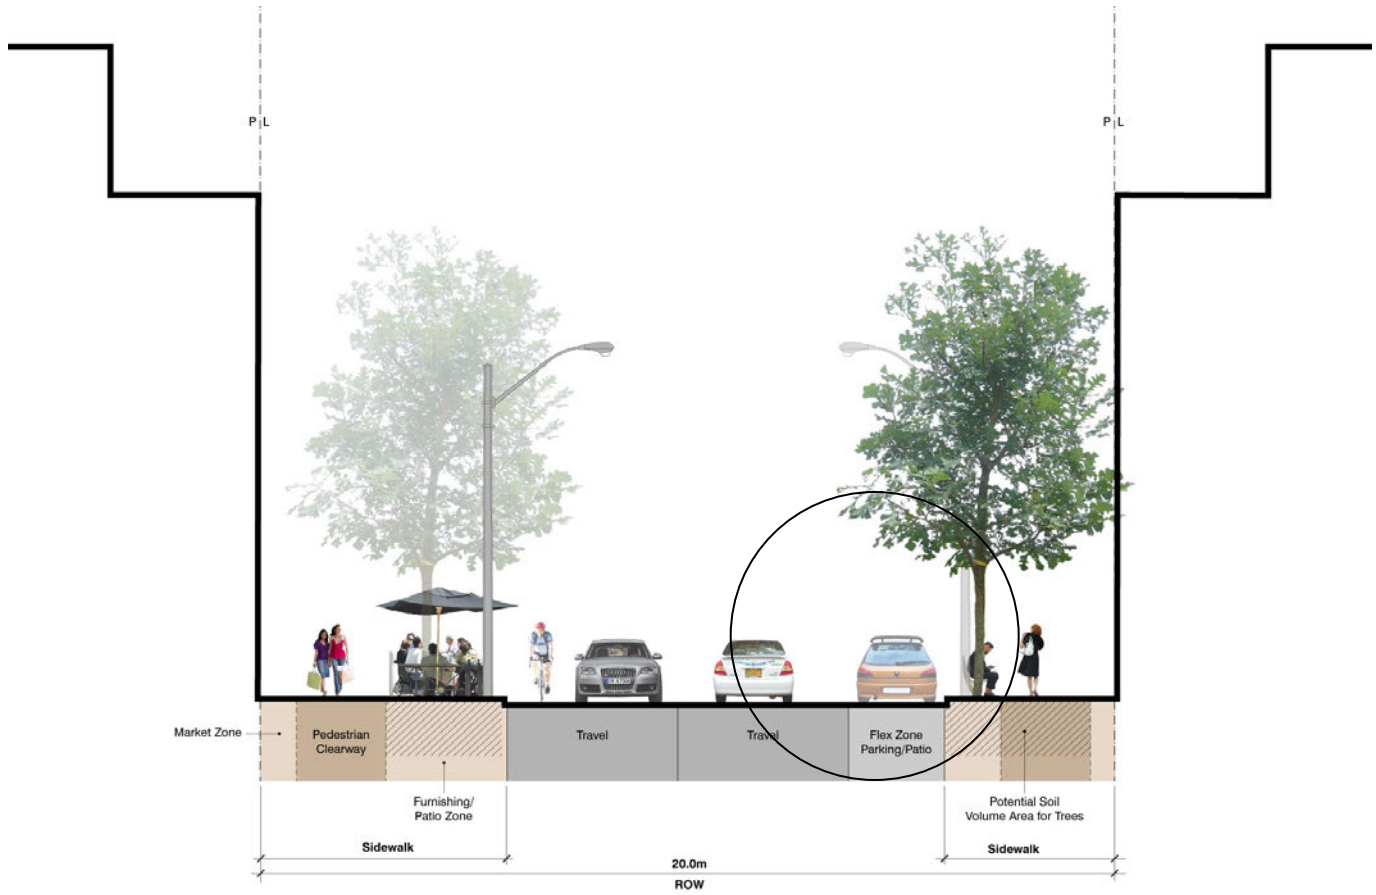 P L
P L
Market Zone
Pedestrian
Clearway
Travel
Travel
Flex Zone
Parking/Patio
Furnishing/
Patio Zone
Potential Soil
Volume Area for Trees
Sidewalk
Sidewalk
20.0m
ROW